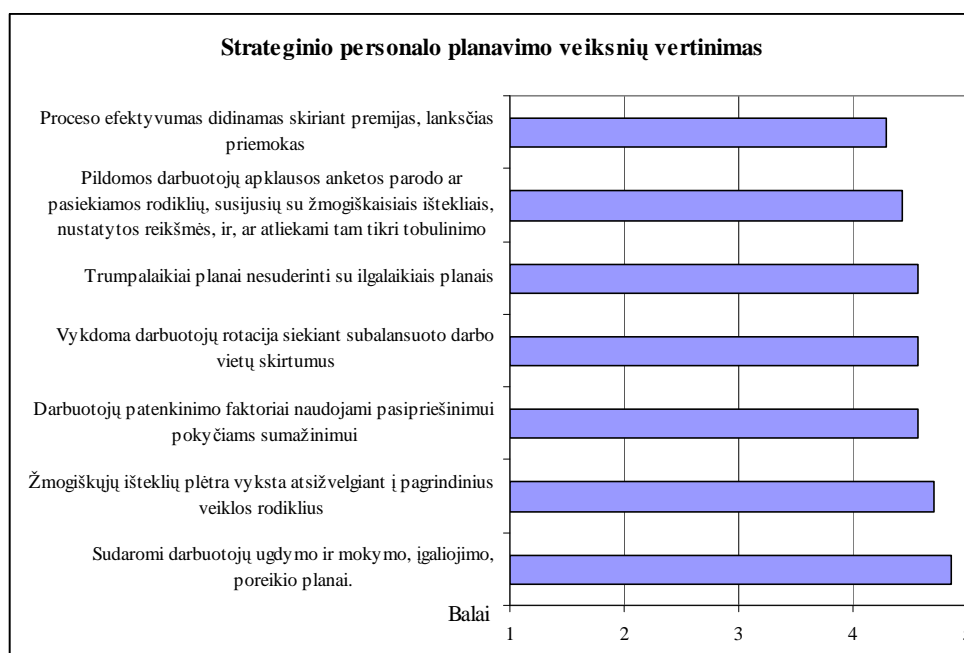 Strateginio personalo planavimo veiksnių vertinimas
Proceso efektyvumas didinamas skiriant premijas, lanksčias
priemokas
Pildomos darbuotojų apklausos anketos parodo ar
pasiekiamos rodiklių, susijusių su žmogiškaisiais ištekliais,
nustatytos reikšmės, ir, ar atliekami tam tikri tobulinimo
Trumpalaikiai planai nesuderinti su ilgalaikiais planais
Vykdoma darbuotojų rotacija siekiant subalansuoto darbo
vietų skirtumus
Darbuotojų patenkinimo faktoriai naudojami pasipriešinimui
pokyčiams sumažinimui
Žmogiškųjų išteklių plėtra vyksta atsižvelgiant į pagrindinius
veiklos rodiklius
Sudaromi darbuotojų ugdymo ir mokymo, įgaliojimo,
poreikio planai.
Balai
1 2 3 4